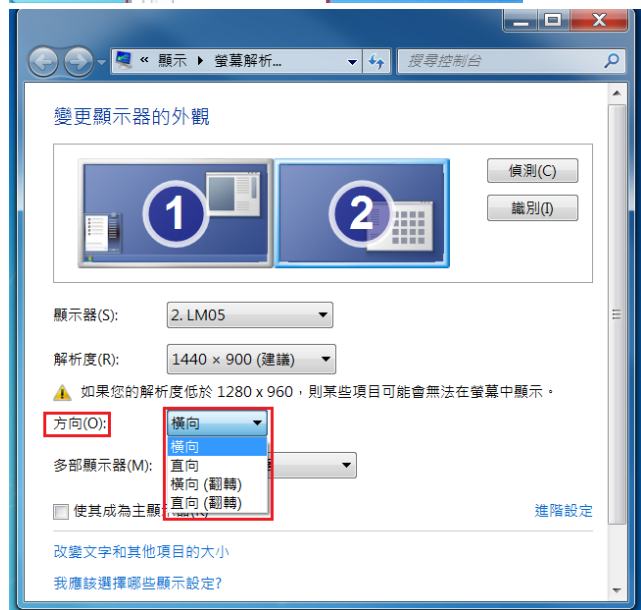 « 顯示 ▸ 螢幕解析... 搜尋控制台
變更顯示器的外觀
1 2
偵測(C)
識別(I)
顯示器(S): 2. LM05
解析度(R): 1440 × 900 (建議)
如果您的解析度低於 1280 x 960，則某些項目可能會無法在螢幕中顯示。
方向(O): 橫向
橫向
直向
多部顯示器(M):
橫向 (翻轉)
直向 (翻轉)
使其成為主顯 進階設定
改變文字和其他項目的大小
我應該選擇哪些顯示設定?